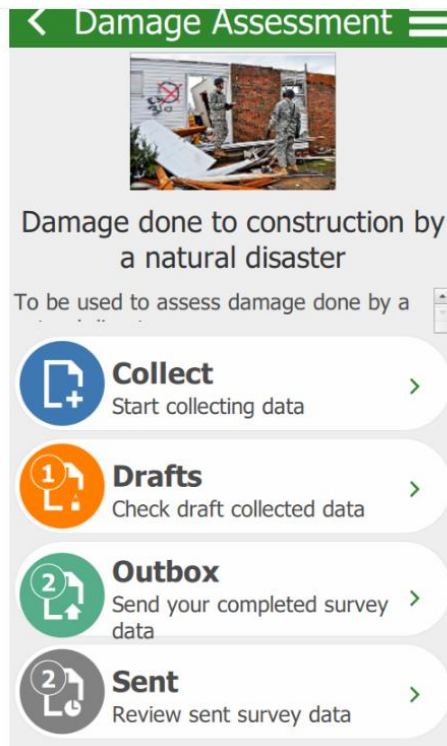 Damage Assessment
Damage done to construction by
a natural disaster
To be used to assess damage done by a
Collect
Start collecting data
1
Drafts
Check draft collected data
2
Outbox
Send your completed survey
data
2
Sent
Review sent survey data